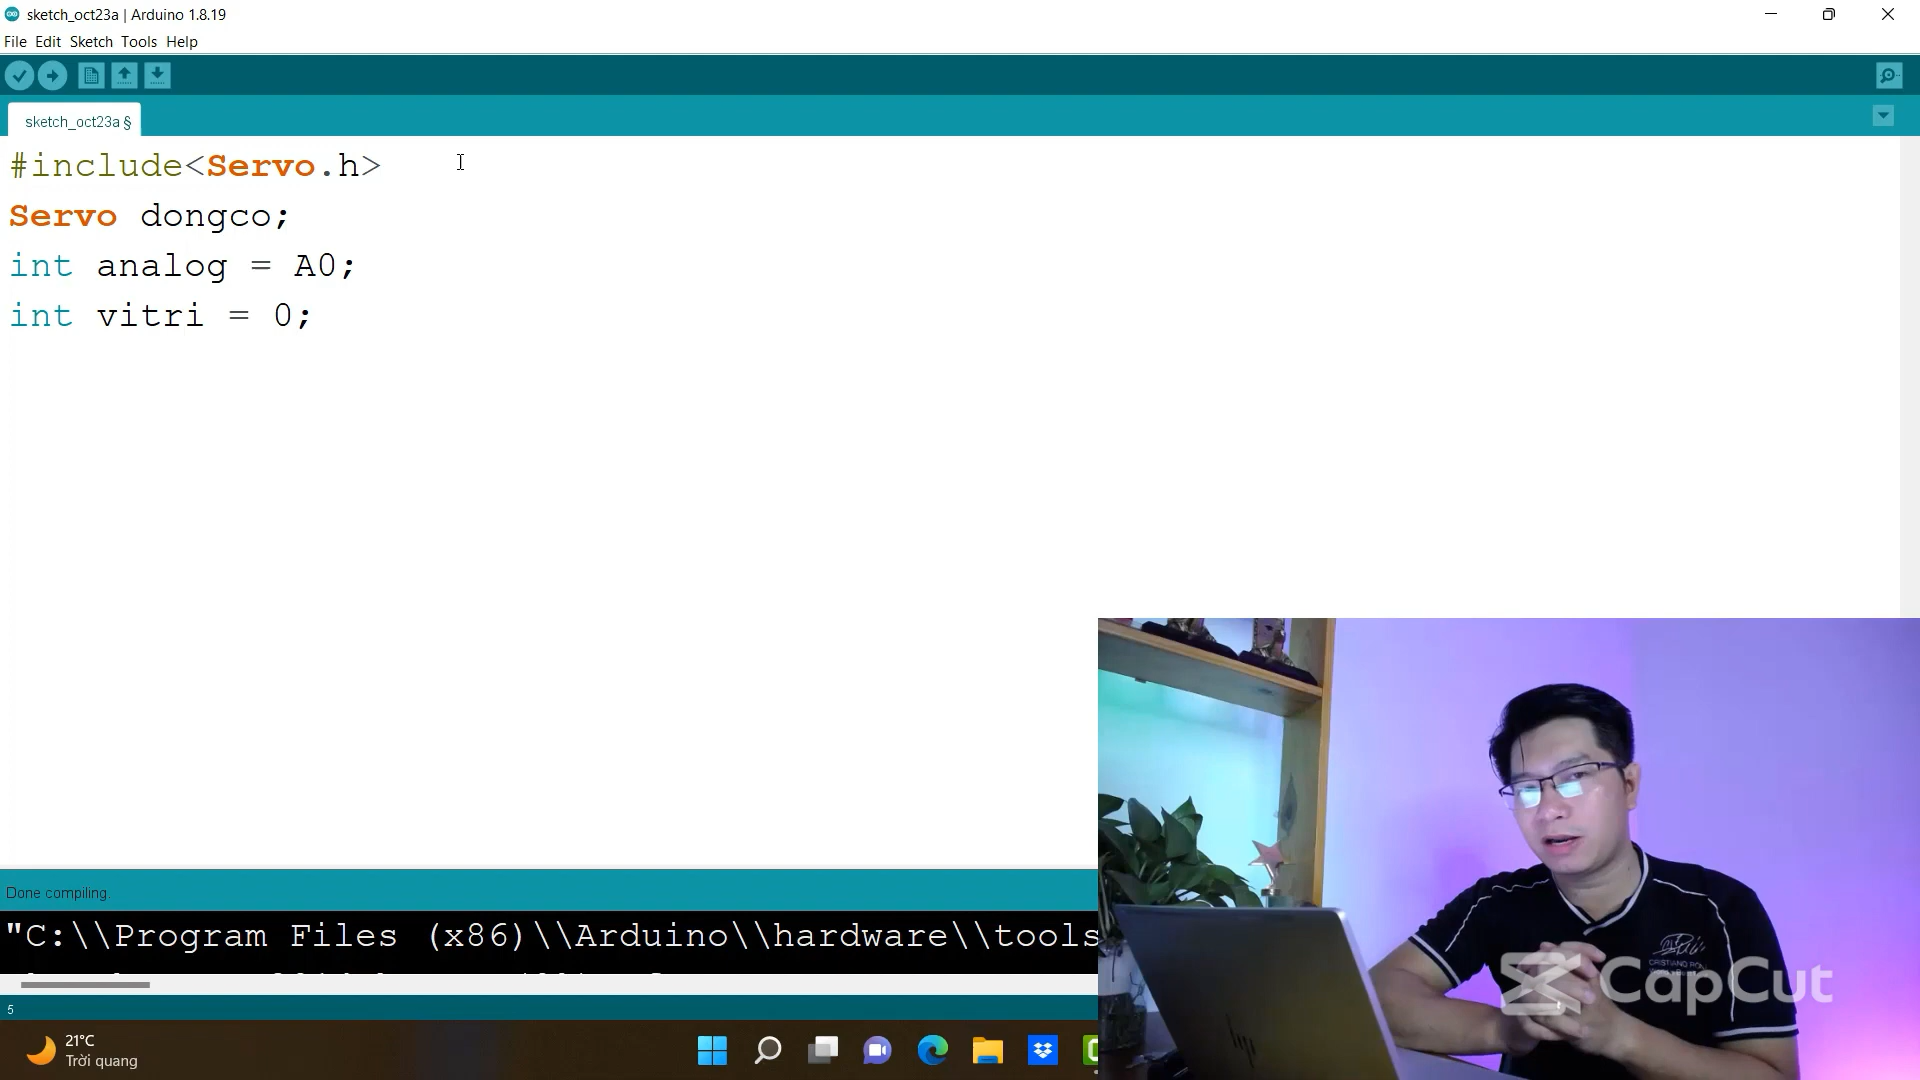 sketch_oct23a | Arduino 1.8.19
File Edit Sketch Tools Help
sketch_oct23a §
#include<Servo.h>
Servo dongco;
int analog = A0;
int vitri = 0;
Done compiling.
"C:\\Program Files (x86)\\Arduino\\hardware\\tools
5
21°C
Trời quang
hp
CapCut